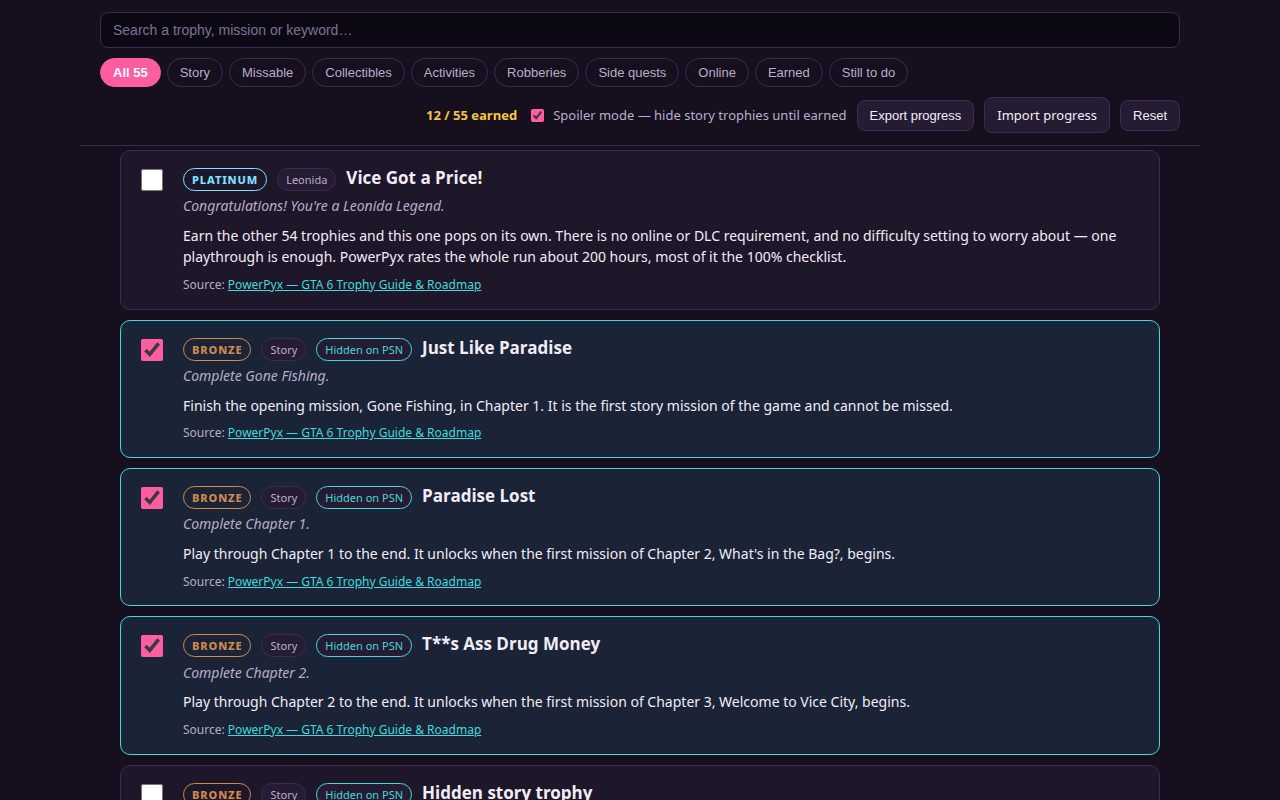 Search a trophy, mission or keyword…
All 55 Story Missable Collectibles Activities Robberies Side quests Online Earned Still to do
12 / 55 earned Spoiler mode — hide story trophies until earned Export progress Import progress Reset
PLATINUM Leonida Vice Got a Price!
Congratulations! You're a Leonida Legend.
Earn the other 54 trophies and this one pops on its own. There is no online or DLC requirement, and no difficulty setting to worry about — one
playthrough is enough. PowerPyx rates the whole run about 200 hours, most of it the 100% checklist.
Source: PowerPyx — GTA 6 Trophy Guide & Roadmap
BRONZE Story Hidden on PSN Just Like Paradise
Complete Gone Fishing.
Finish the opening mission, Gone Fishing, in Chapter 1. It is the first story mission of the game and cannot be missed.
Source: PowerPyx — GTA 6 Trophy Guide & Roadmap
BRONZE Story Hidden on PSN Paradise Lost
Complete Chapter 1.
Play through Chapter 1 to the end. It unlocks when the first mission of Chapter 2, What's in the Bag?, begins.
Source: PowerPyx — GTA 6 Trophy Guide & Roadmap
BRONZE Story Hidden on PSN T**s Ass Drug Money
Complete Chapter 2.
Play through Chapter 2 to the end. It unlocks when the first mission of Chapter 3, Welcome to Vice City, begins.
Source: PowerPyx — GTA 6 Trophy Guide & Roadmap
BRONZE Story Hidden on PSN Hidden story trophy